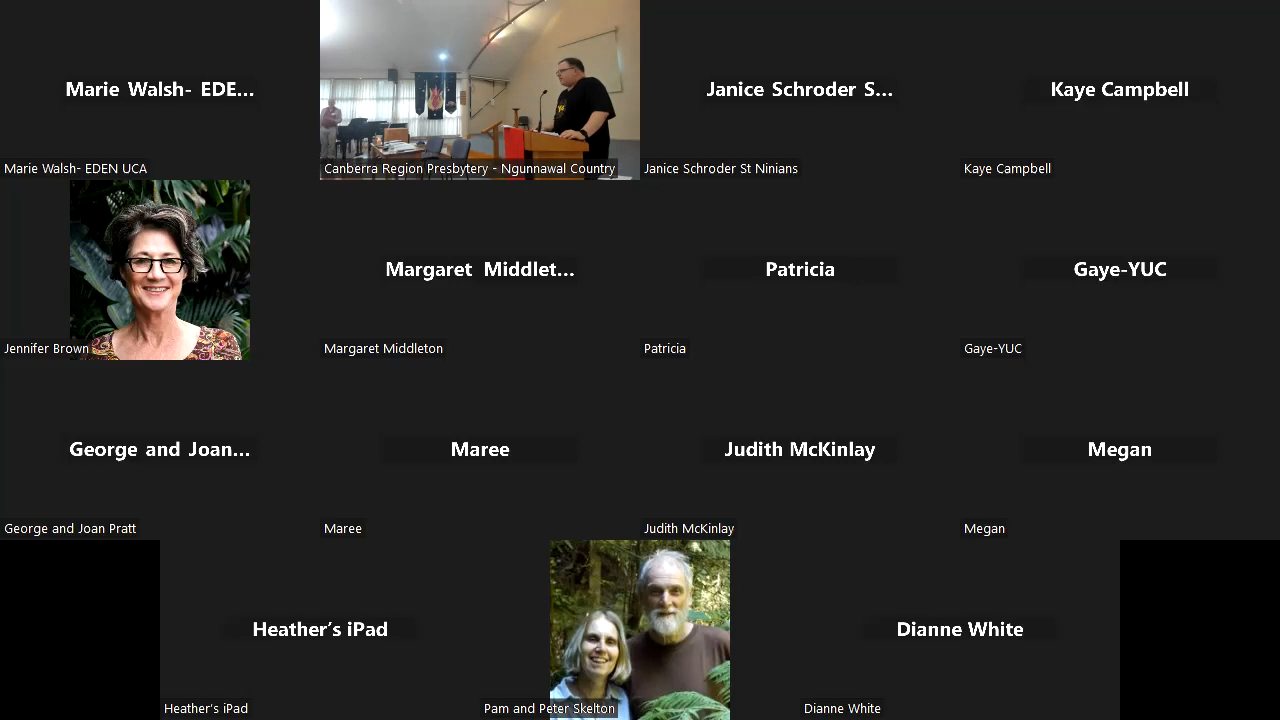 Marie Walsh- EDE...
Marie Walsh- EDEN UCA
Canberra Region Presbytery - Ngunnawal Country
Janice Schroder S...
Janice Schroder St Ninians
Kaye Campbell
Kaye Campbell
Jennifer Brown
Margaret Middlet...
Margaret Middleton
Patricia
Patricia
Gaye-YUC
Gaye-YUC
George and Joan...
George and Joan Pratt
Maree
Maree
Judith McKinlay
Judith McKinlay
Megan
Megan
Heather's iPad
Heather's iPad
Pam and Peter Skelton
Dianne White
Dianne White